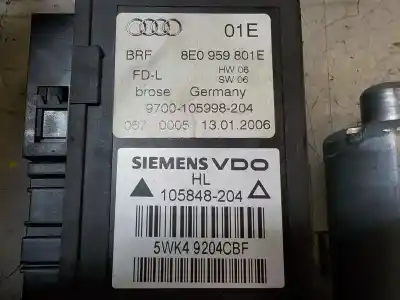 01E
BRF 8E0 959 801E
FD-L HW 06
SW 06
brose Germany
9700-105998-204
067 0005 13.01.2006
SIEMENS VDO
HL
105848-204
5WK4 9204CBF